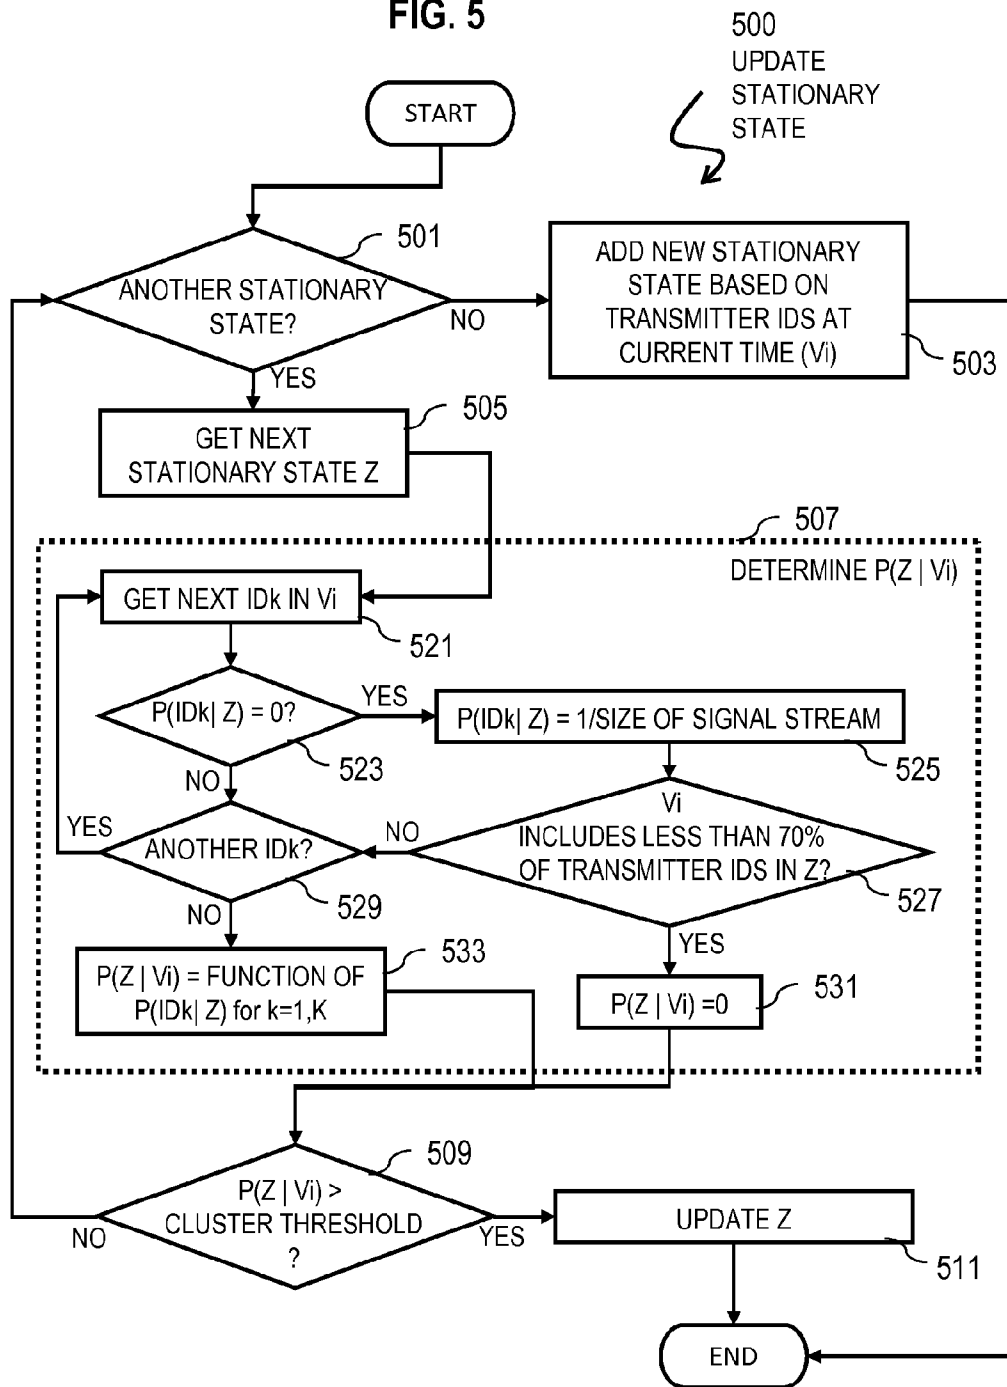 FIG. 5
500
UPDATE
STATIONARY
STATE
START
501
ANOTHER STATIONARY
STATE?
NO
YES
ADD NEW STATIONARY
STATE BASED ON
TRANSMITTER IDS AT
CURRENT TIME (Vi)
503
505
GET NEXT
STATIONARY STATE Z
507
DETERMINE P(Z | Vi)
GET NEXT IDk IN Vi
521
P(IDk| Z) = 0?
YES
523
NO
P(IDk| Z) = 1/SIZE OF SIGNAL STREAM
525
Vi
INCLUDES LESS THAN 70%
OF TRANSMITTER IDS IN Z?
527
NO
YES
YES
ANOTHER IDk?
529
NO
533
P(Z | Vi) = FUNCTION OF
P(IDk| Z) for k=1,K
531
P(Z | Vi) =0
509
P(Z | Vi) >
CLUSTER THRESHOLD
?
NO
YES
UPDATE Z
511
END